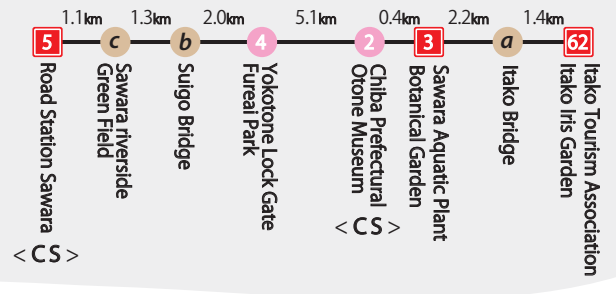 1.1km 1.3km 2.0km 5.1km 0.4km 2.2km 1.4km
5 c b 4 2 3 a 62
Road Station Sawara
<CS>
Sawara riverside
Green Field
Suigo Bridge
Yokotone Lock Gate
Fureai Park
Chiba Prefectural
Otone Museum
<CS>
Sawara Aquatic Plant
Botanical Garden
Itako Bridge
Itako Tourism Association
Itako Iris Garden